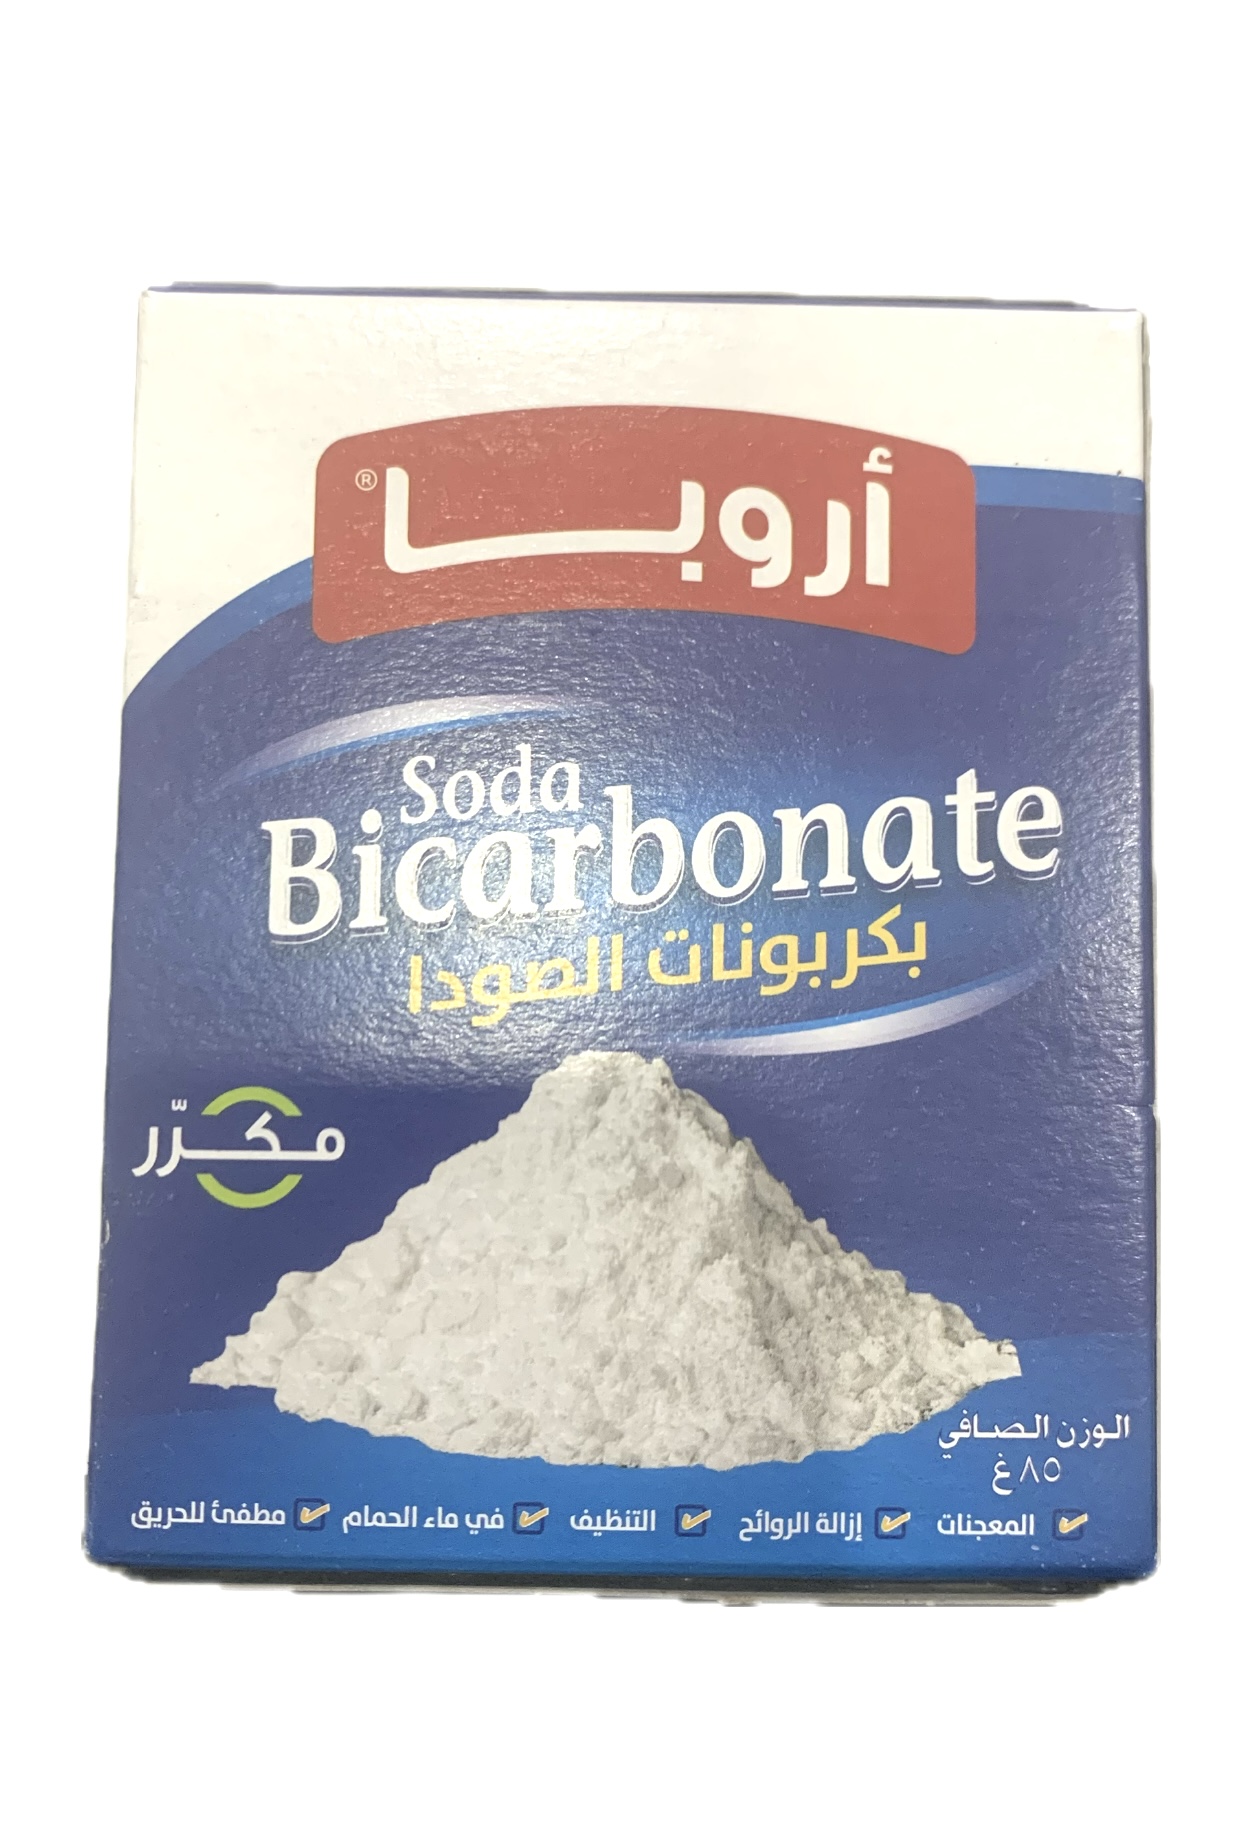 أروبا ®
Soda
Bicarbonate
بكربونات الصودا
مكرّر
الوزن الصافي
٨٥ غ
المعجنات إزالة الروائح التنظيف في ماء الحمام مطفئ للحريق